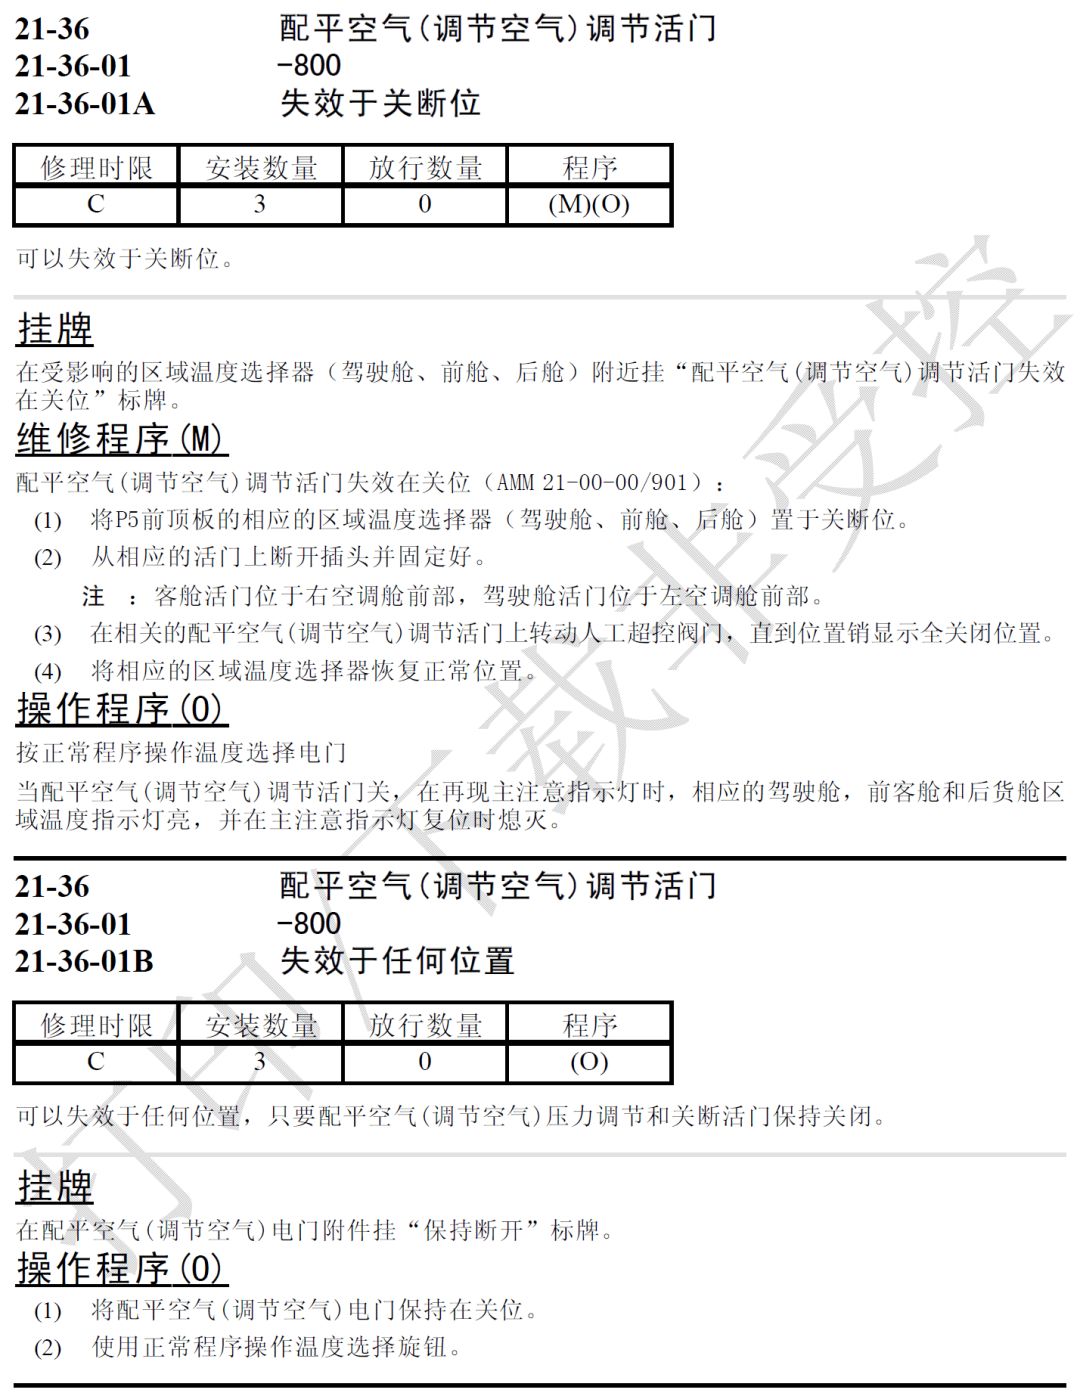 21-36 配平空气(调节空气)调节活门
21-36-01 -800
21-36-01A 失效于关断位
修理时限 安装数量 放行数量 程序
C 3 0 (M)(O)
可以失效于关断位。
挂牌
在受影响的区域温度选择器（驾驶舱、前舱、后舱）附近挂“配平空气(调节空气)调节活门失效
在关位”标牌。
维修程序(M)
配平空气(调节空气)调节活门失效在关位（AMM 21-00-00/901）：
(1) 将P5前顶板的相应的区域温度选择器（驾驶舱、前舱、后舱）置于关断位。
(2) 从相应的活门上断开插头并固定好。
注 ：客舱活门位于右空调舱前部，驾驶舱活门位于左空调舱前部。
(3) 在相关的配平空气(调节空气)调节活门上转动人工超控阀门，直到位置销显示全关闭位置。
(4) 将相应的区域温度选择器恢复正常位置。
操作程序(O)
按正常程序操作温度选择电门
当配平空气(调节空气)调节活门关，在再现主注意指示灯时，相应的驾驶舱，前客舱和后货舱区
域温度指示灯亮，并在主注意指示灯复位时熄灭。
21-36 配平空气(调节空气)调节活门
21-36-01 -800
21-36-01B 失效于任何位置
修理时限 安装数量 放行数量 程序
C 3 0 (O)
可以失效于任何位置，只要配平空气(调节空气)压力调节和关断活门保持关闭。
挂牌
在配平空气(调节空气)电门附件挂“保持断开”标牌。
操作程序(O)
(1) 将配平空气(调节空气)电门保持在关位。
(2) 使用正常程序操作温度选择旋钮。
打印/下载非受控